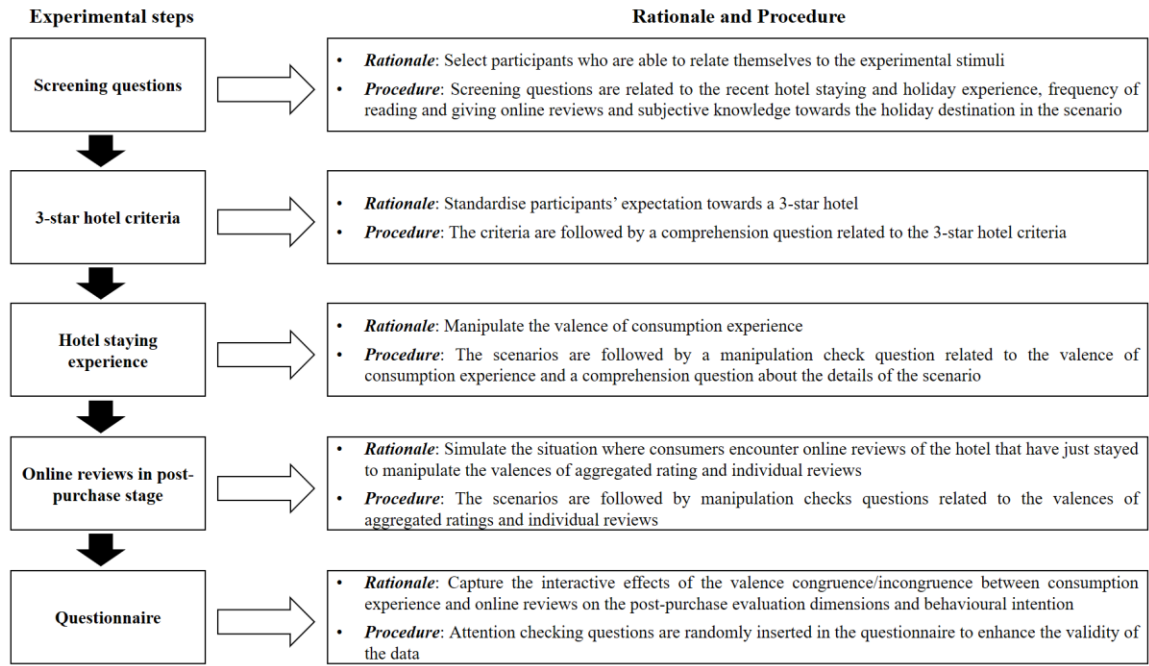 Experimental steps
Rationale and Procedure
Screening questions
• Rationale: Select participants who are able to relate themselves to the experimental stimuli
• Procedure: Screening questions are related to the recent hotel staying and holiday experience, frequency of
reading and giving online reviews and subjective knowledge towards the holiday destination in the scenario
3-star hotel criteria
• Rationale: Standardise participants’ expectation towards a 3-star hotel
• Procedure: The criteria are followed by a comprehension question related to the 3-star hotel criteria
Hotel staying
experience
• Rationale: Manipulate the valence of consumption experience
• Procedure: The scenarios are followed by a manipulation check question related to the valence of
consumption experience and a comprehension question about the details of the scenario
Online reviews in post-
purchase stage
• Rationale: Simulate the situation where consumers encounter online reviews of the hotel that have just stayed
to manipulate the valences of aggregated rating and individual reviews
• Procedure: The scenarios are followed by manipulation checks questions related to the valences of
aggregated ratings and individual reviews
Questionnaire
• Rationale: Capture the interactive effects of the valence congruence/incongruence between consumption
experience and online reviews on the post-purchase evaluation dimensions and behavioural intention
• Procedure: Attention checking questions are randomly inserted in the questionnaire to enhance the validity of
the data